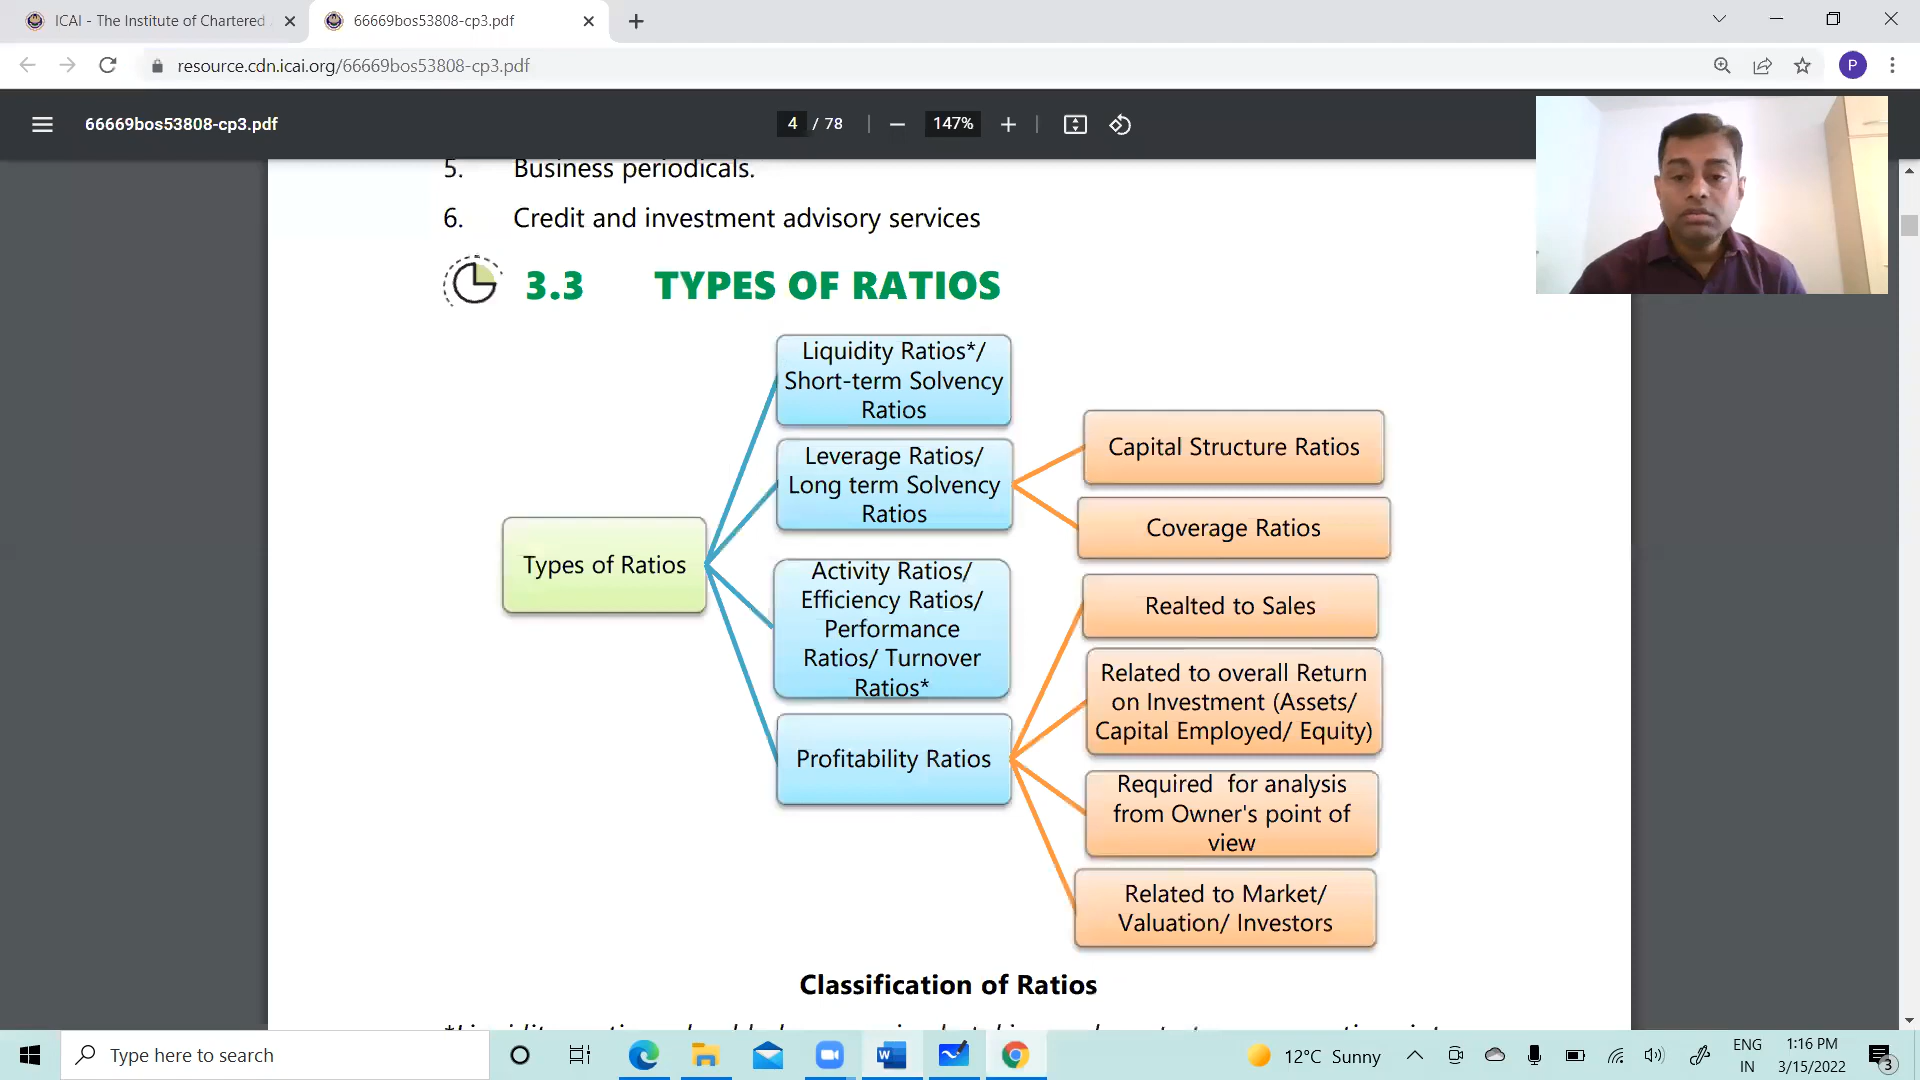 ICAI - The Institute of Chartered
66669bos53808-cp3.pdf
resource.cdn.icai.org/66669bos53808-cp3.pdf
P
66669bos53808-cp3.pdf
4 / 78
147%
5. Business periodicals.
6. Credit and investment advisory services
3.3 TYPES OF RATIOS
Types of Ratios
Liquidity Ratios*/
Short-term Solvency
Ratios
Leverage Ratios/
Long term Solvency
Ratios
Capital Structure Ratios
Coverage Ratios
Activity Ratios/
Efficiency Ratios/
Performance
Ratios/ Turnover
Ratios*
Profitability Ratios
Realted to Sales
Related to overall Return
on Investment (Assets/
Capital Employed/ Equity)
Required for analysis
from Owner's point of
view
Related to Market/
Valuation/ Investors
Classification of Ratios
Type here to search
12°C Sunny
ENG
IN
1:16 PM
3/15/2022
3